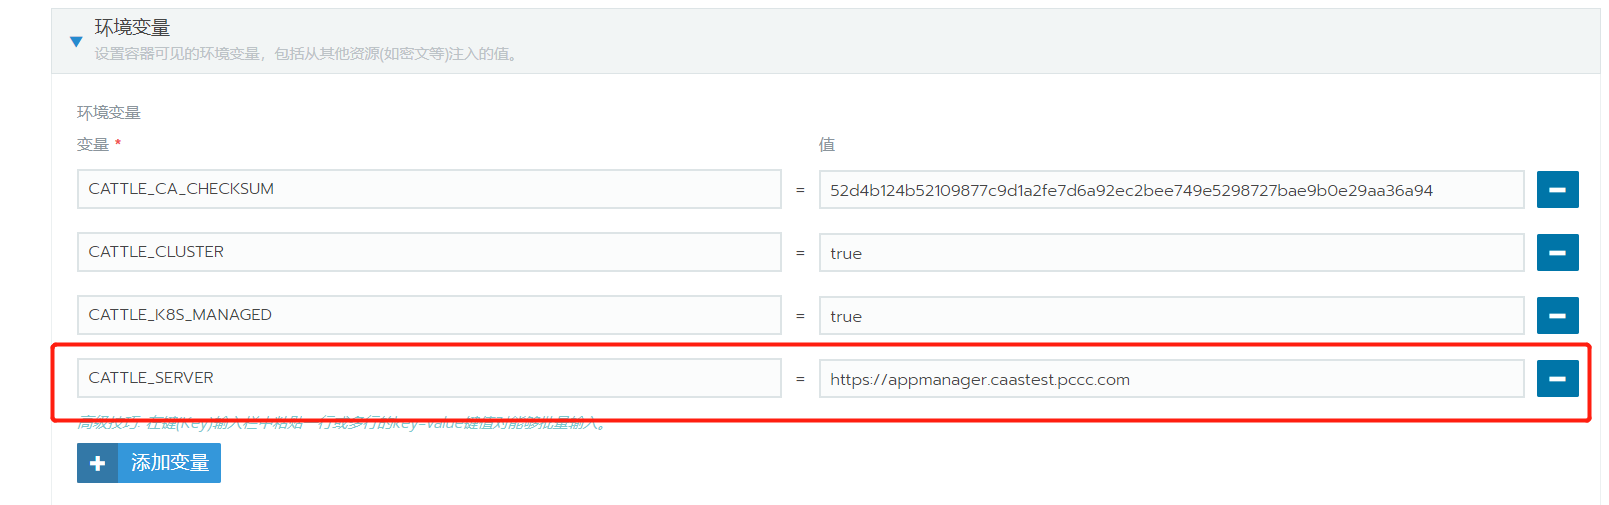 环境变量
设置容器可见的环境变量，包括从其他资源(如密文等)注入的值。
环境变量
变量 * 值
CATTLE_CA_CHECKSUM = 52d4b124b52109877c9d1a2fe7d6a92ec2bee749e5298727bae9b0e29aa36a94
CATTLE_CLUSTER = true
CATTLE_K8S_MANAGED = true
CATTLE_SERVER = https://appmanager.caastest.pccc.com
高级技巧: 在键(Key)输入栏中粘贴一行或多行的key=value键值对能够批量输入。
添加变量